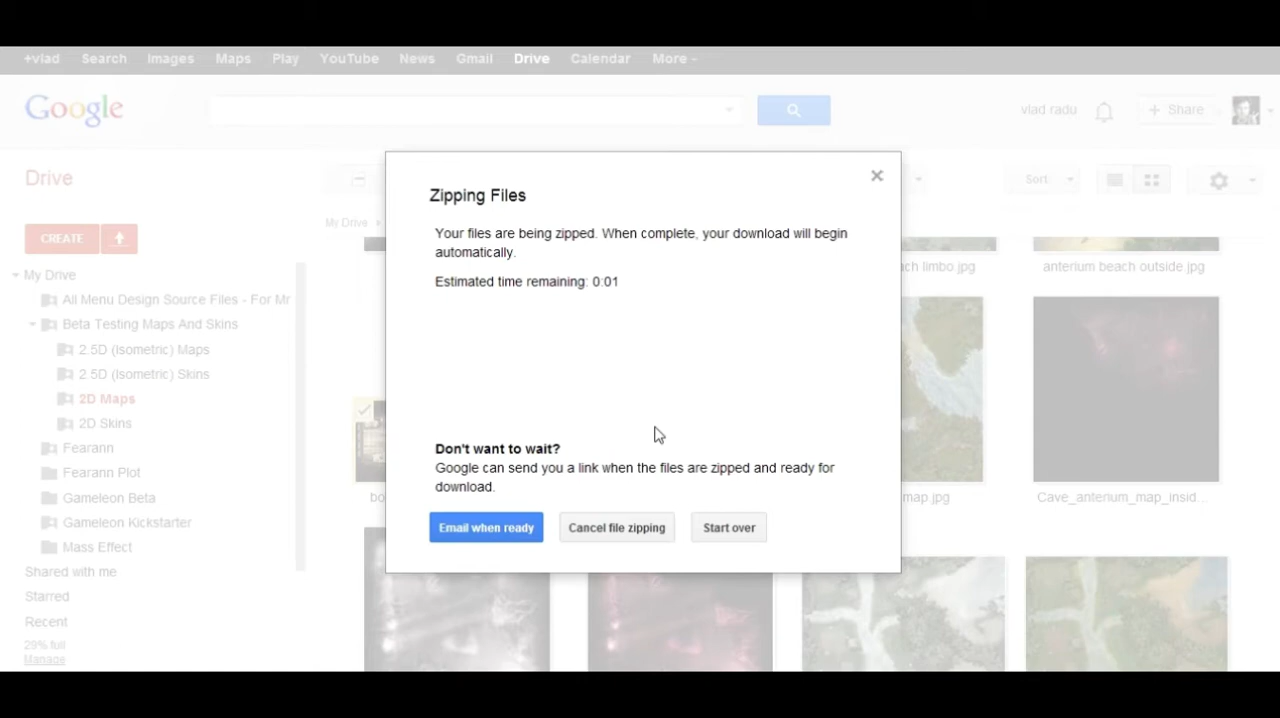 +vlad Search Images Maps Play YouTube News Gmail Drive Calendar More
Google
vlad radu
+ Share
Drive
Sort
My Drive
CREATE
My Drive
All Menu Design Source Files - For Mr
Beta Testing Maps And Skins
2.5D (Isometric) Maps
2.5D (Isometric) Skins
2D Maps
2D Skins
Fearann
Fearann Plot
Gameleon Beta
Gameleon Kickstarter
Mass Effect
Shared with me
Starred
Recent
29% full
Manage
Zipping Files
Your files are being zipped. When complete, your download will begin
automatically.
Estimated time remaining: 0:01
Don't want to wait?
Google can send you a link when the files are zipped and ready for
download.
Email when ready Cancel file zipping Start over
limbo.jpg
anterium beach outside.jpg
map.jpg
Cave_anterium_map_insid...